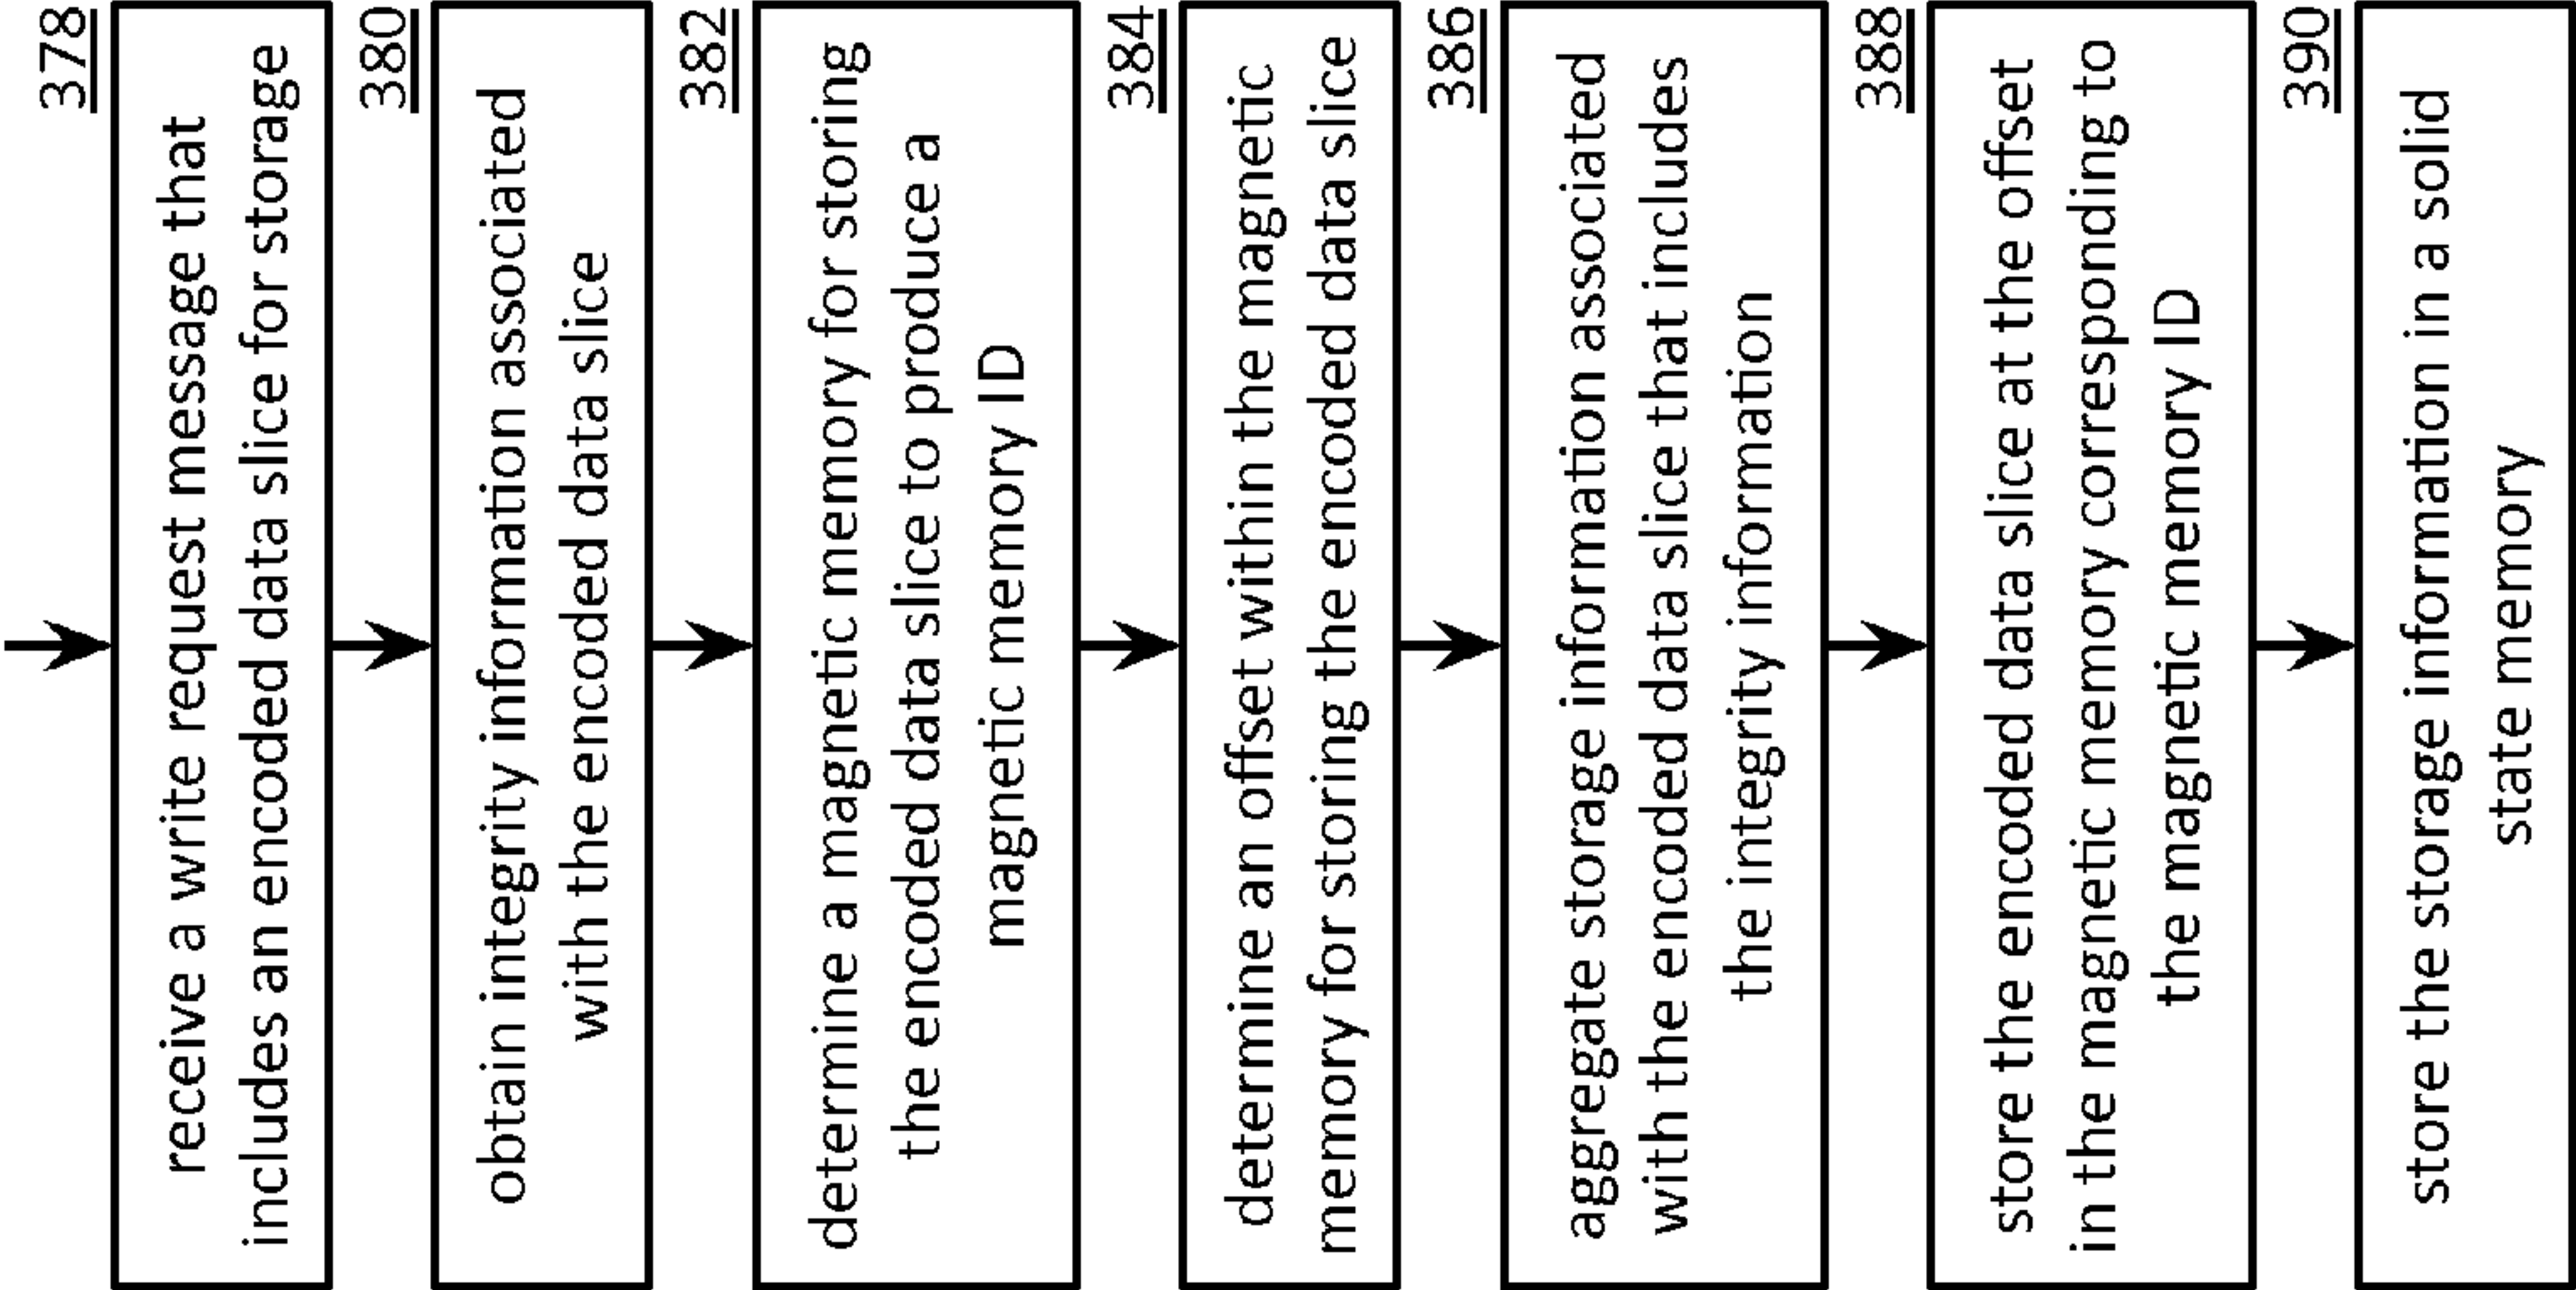 378
receive a write request message that
includes an encoded data slice for storage
380
obtain integrity information associated
with the encoded data slice
382
determine a magnetic memory for storing
the encoded data slice to produce a
magnetic memory ID
384
determine an offset within the magnetic
memory for storing the encoded data slice
386
aggregate storage information associated
with the encoded data slice that includes
the integrity information
388
store the encoded data slice at the offset
in the magnetic memory corresponding to
the magnetic memory ID
390
store the storage information in a solid
state memory